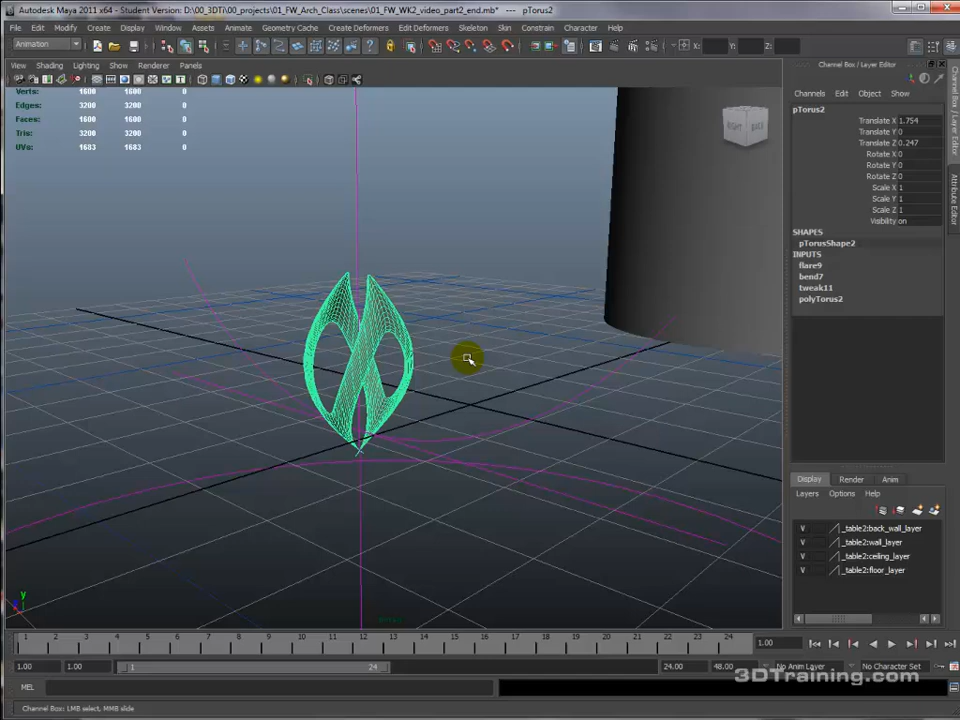 Autodesk Maya 2011 x64 - Student Version: D:\00_3DTi\00_projects\01_FW_Arch_Class\scenes\01_FW_WK2_video_part2_end.mb* --- pTorus2
File Edit Modify Create Display Window Assets Animate Geometry Cache Create Deformers Edit Deformers Skeleton Skin Constrain Character Help
Animation X: Y: Z:
View Shading Lighting Show Renderer Panels
Channel Box / Layer Editor
Verts: 1600 1600 0
Edges: 3200 3200 0
Faces: 1600 1600 0
Tris: 3200 3200 0
UVs: 1683 1683 0
Channels Edit Object Show
pTorus2
Translate X 1.754
Translate Y 0
Translate Z 0.247
Rotate X 0
Rotate Y 0
Rotate Z 0
Scale X 1
Scale Y 1
Scale Z 1
Visibility on
SHAPES
pTorusShape2
INPUTS
flare9
bend7
tweak11
polyTorus2
Channel Box / Layer Editor
Attribute Editor
Display Render Anim
Layers Options Help
V _table2:back_wall_layer
V _table2:wall_layer
V _table2:ceiling_layer
V _table2:floor_layer
y
1 2 3 4 5 6 7 8 9 10 11 12 13 14 15 16 17 18 19 20 21 22 23 24 1.00
1.00 1.00 1 24 24.00 48.00 No Anim Layer No Character Set
3DTraining.com
MEL
Channel Box: LMB select, MMB slide